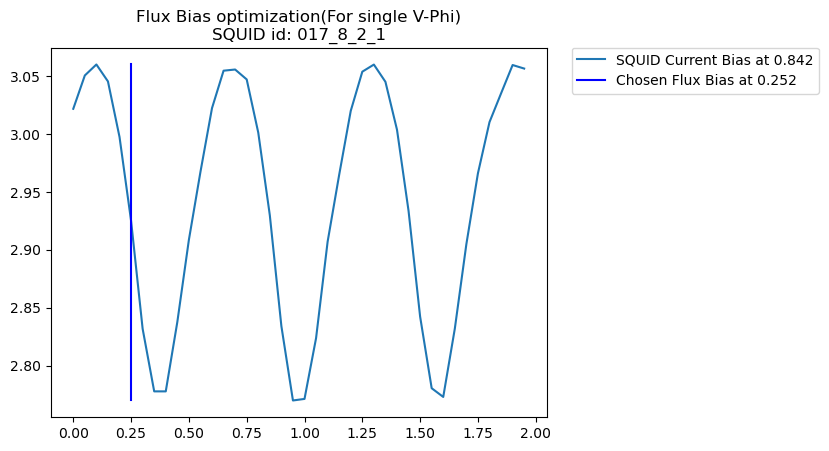 Flux Bias optimization(For single V-Phi)
SQUID id: 017_8_2_1
SQUID Current Bias at 0.842
Chosen Flux Bias at 0.252
3.05
3.00
2.95
2.90
2.85
2.80
0.00 0.25 0.50 0.75 1.00 1.25 1.50 1.75 2.00